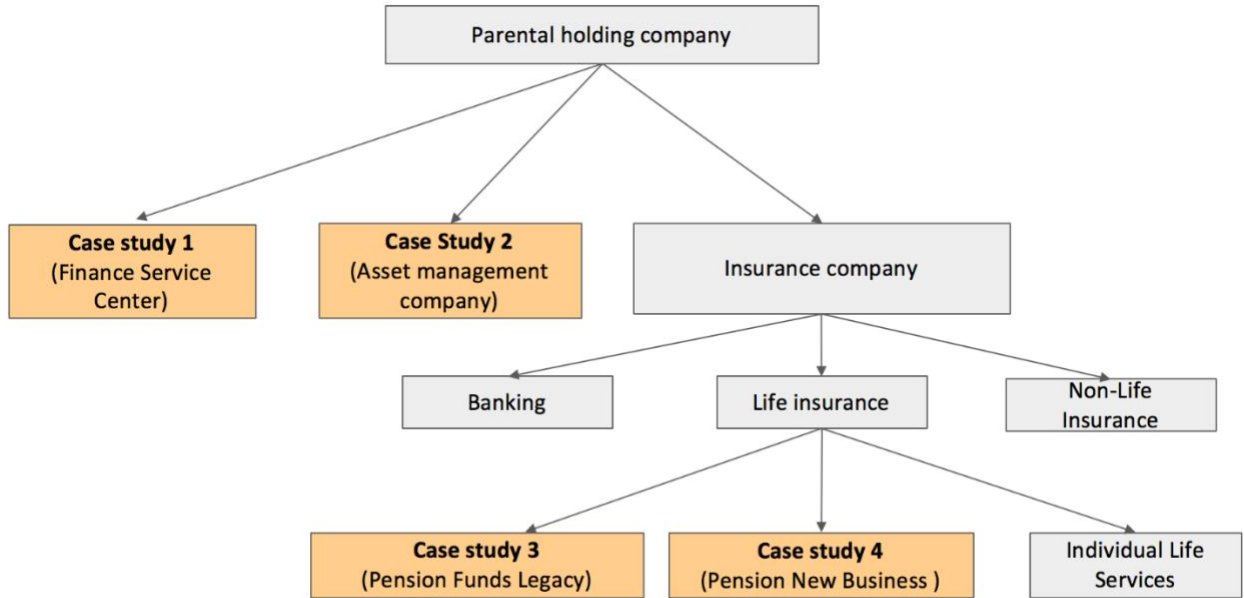 Parental holding company
Case study 1
(Finance Service
Center)
Case Study 2
(Asset management
company)
Insurance company
Banking
Life insurance
Non-Life
Insurance
Case study 3
(Pension Funds Legacy)
Case study 4
(Pension New Business )
Individual Life
Services